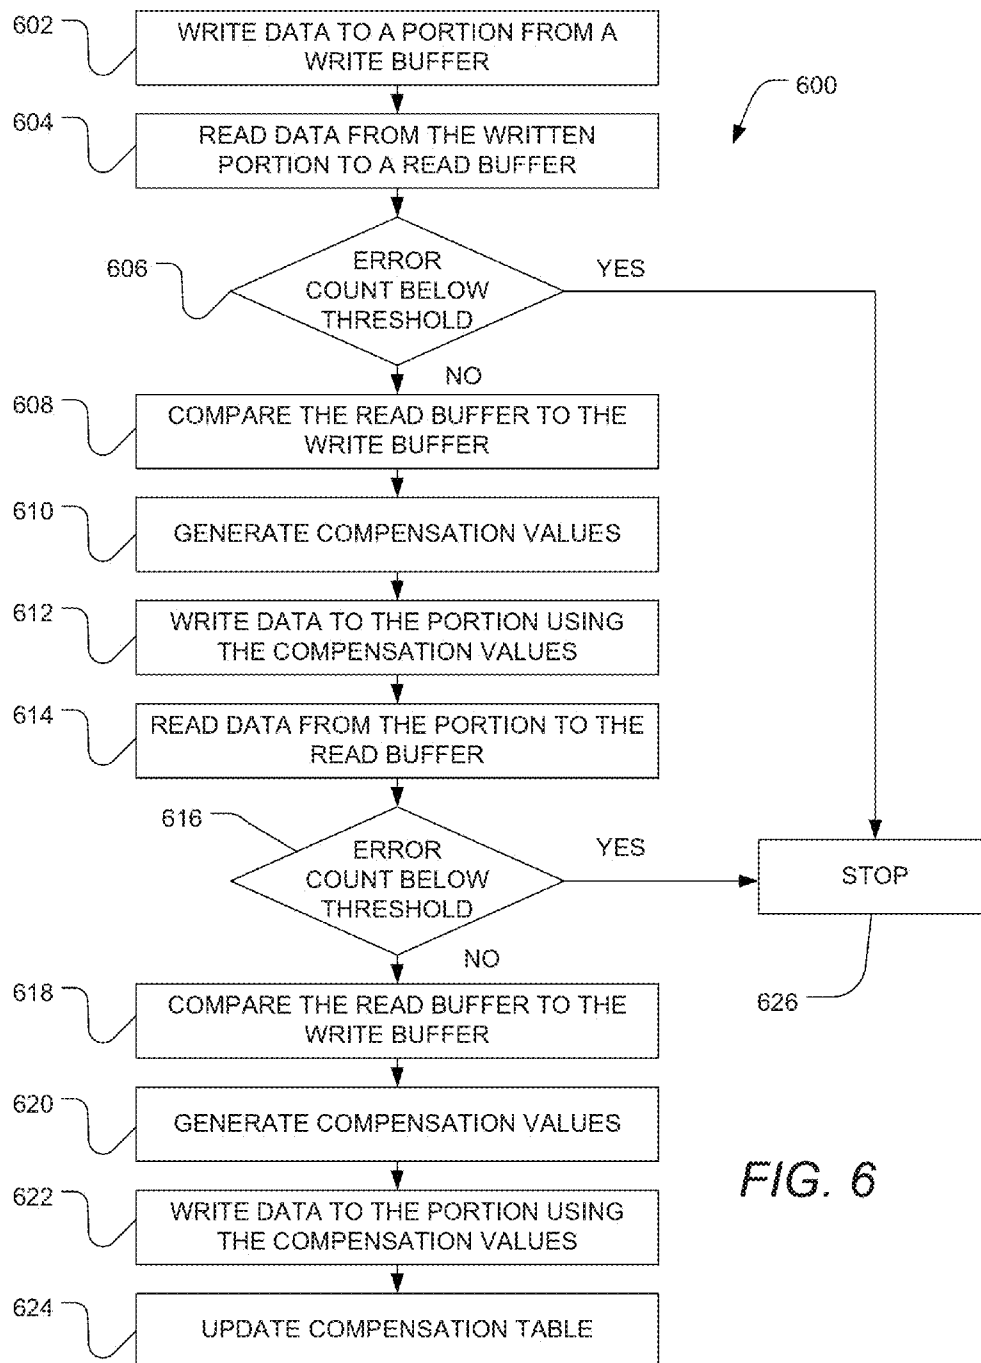 602
WRITE DATA TO A PORTION FROM A
WRITE BUFFER
600
604
READ DATA FROM THE WRITTEN
PORTION TO A READ BUFFER
606
ERROR
COUNT BELOW
THRESHOLD
YES
NO
608
COMPARE THE READ BUFFER TO THE
WRITE BUFFER
610
GENERATE COMPENSATION VALUES
612
WRITE DATA TO THE PORTION USING
THE COMPENSATION VALUES
614
READ DATA FROM THE PORTION TO THE
READ BUFFER
616
ERROR
COUNT BELOW
THRESHOLD
YES
STOP
626
NO
618
COMPARE THE READ BUFFER TO THE
WRITE BUFFER
620
GENERATE COMPENSATION VALUES
622
WRITE DATA TO THE PORTION USING
THE COMPENSATION VALUES
FIG. 6
624
UPDATE COMPENSATION TABLE